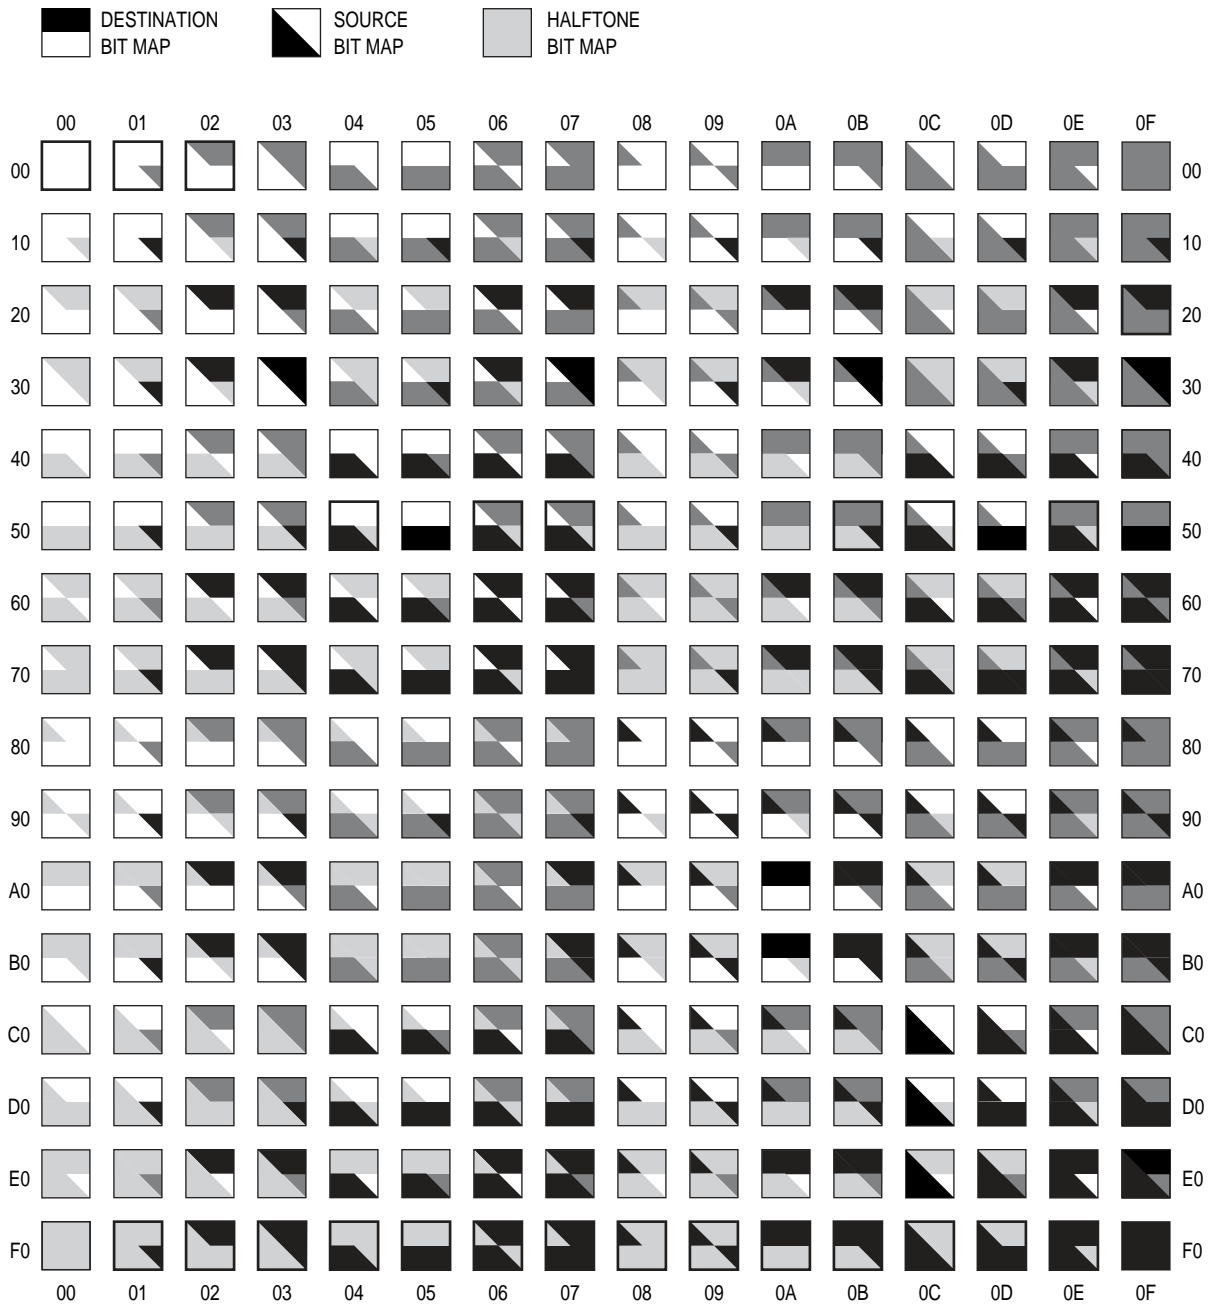 DESTINATION
BIT MAP
SOURCE
BIT MAP
HALFTONE
BIT MAP
00 01 02 03 04 05 06 07 08 09 0A 0B 0C 0D 0E 0F
00 00
10 10
20 20
30 30
40 40
50 50
60 60
70 70
80 80
90 90
A0 A0
B0 B0
C0 C0
D0 D0
E0 E0
F0 F0
00 01 02 03 04 05 06 07 08 09 0A 0B 0C 0D 0E 0F